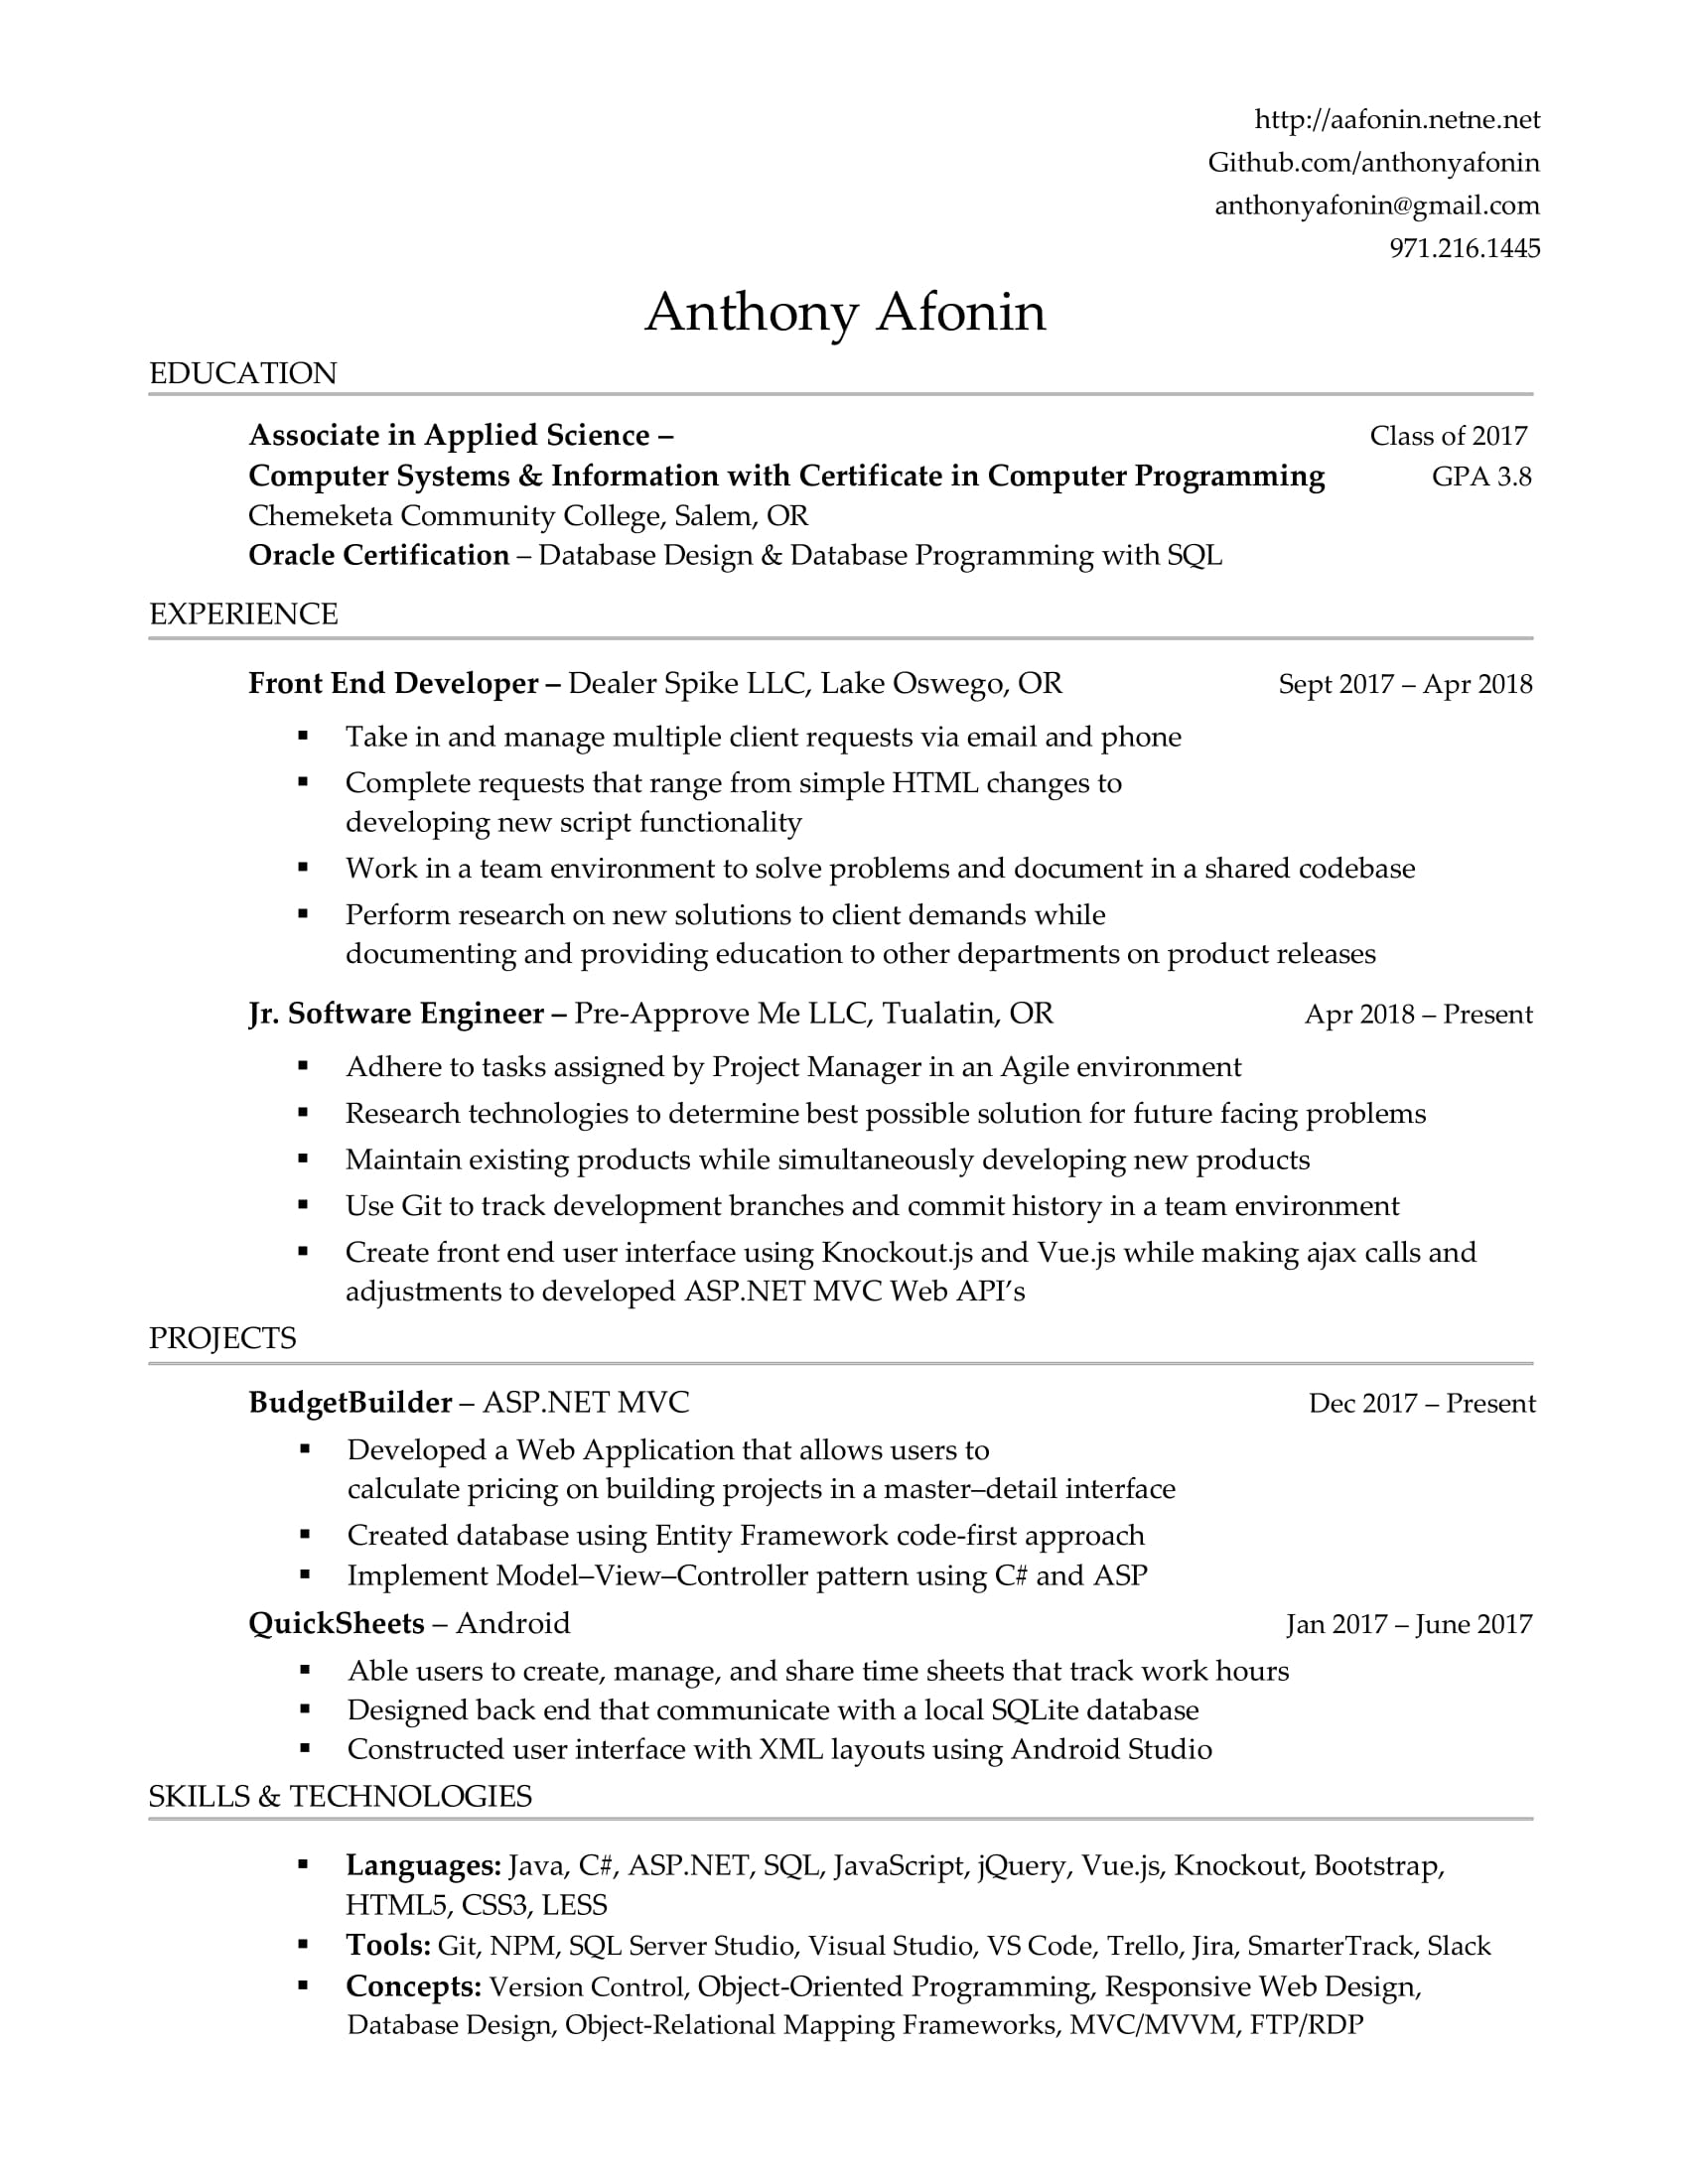 http://aafonin.netne.net
Github.com/anthonyafonin
anthonyafonin@gmail.com
971.216.1445
Anthony Afonin
EDUCATION
Associate in Applied Science – Class of 2017
Computer Systems & Information with Certificate in Computer Programming GPA 3.8
Chemeketa Community College, Salem, OR
Oracle Certification – Database Design & Database Programming with SQL
EXPERIENCE
Front End Developer – Dealer Spike LLC, Lake Oswego, OR Sept 2017 – Apr 2018
▪ Take in and manage multiple client requests via email and phone
▪ Complete requests that range from simple HTML changes to
developing new script functionality
▪ Work in a team environment to solve problems and document in a shared codebase
▪ Perform research on new solutions to client demands while
documenting and providing education to other departments on product releases
Jr. Software Engineer – Pre-Approve Me LLC, Tualatin, OR Apr 2018 – Present
▪ Adhere to tasks assigned by Project Manager in an Agile environment
▪ Research technologies to determine best possible solution for future facing problems
▪ Maintain existing products while simultaneously developing new products
▪ Use Git to track development branches and commit history in a team environment
▪ Create front end user interface using Knockout.js and Vue.js while making ajax calls and
adjustments to developed ASP.NET MVC Web API’s
PROJECTS
BudgetBuilder – ASP.NET MVC Dec 2017 – Present
▪ Developed a Web Application that allows users to
calculate pricing on building projects in a master–detail interface
▪ Created database using Entity Framework code-first approach
▪ Implement Model–View–Controller pattern using C# and ASP
QuickSheets – Android Jan 2017 – June 2017
▪ Able users to create, manage, and share time sheets that track work hours
▪ Designed back end that communicate with a local SQLite database
▪ Constructed user interface with XML layouts using Android Studio
SKILLS & TECHNOLOGIES
▪ Languages: Java, C#, ASP.NET, SQL, JavaScript, jQuery, Vue.js, Knockout, Bootstrap,
HTML5, CSS3, LESS
▪ Tools: Git, NPM, SQL Server Studio, Visual Studio, VS Code, Trello, Jira, SmarterTrack, Slack
▪ Concepts: Version Control, Object-Oriented Programming, Responsive Web Design,
Database Design, Object-Relational Mapping Frameworks, MVC/MVVM, FTP/RDP